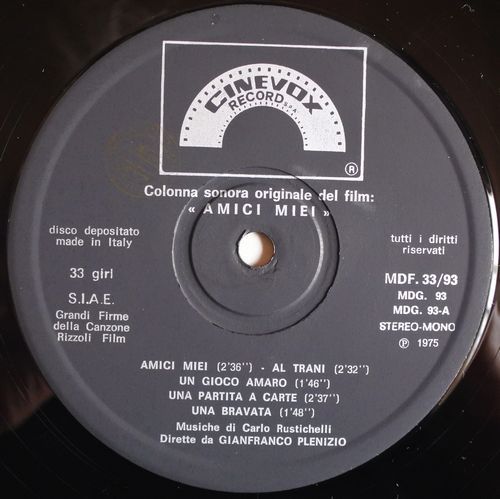 CINEVOX
RECORD S.P.A.
®
Colonna sonora originale del film:
« AMICI MIEI »
disco depositato
made in Italy
33 giri
S.I.A.E.
Grandi Firme
della Canzone
Rizzoli Film
tutti i diritti
riservati
MDF. 33/93
MDG. 93
MDG. 93-A
STEREO-MONO
℗ 1975
AMICI MIEI (2'36'') - AL TRANI (2'32'')
UN GIOCO AMARO (1'46'')
UNA PARTITA A CARTE (2'37'')
UNA BRAVATA (1'48'')
Musiche di Carlo Rustichelli
Dirette da GIANFRANCO PLENIZIO